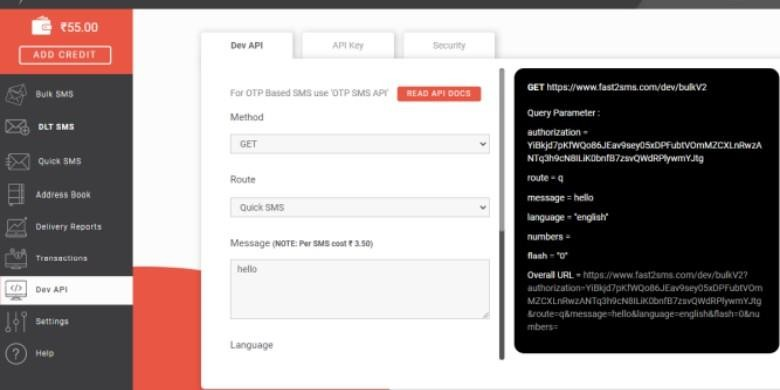 ₹55.00
ADD CREDIT
Bulk SMS
DLT SMS
Quick SMS
Address Book
Delivery Reports
Transactions
Dev API
Settings
Help
Dev API
API Key
Security
For OTP Based SMS use 'OTP SMS API'
READ API DOCS
Method
GET
Route
Quick SMS
Message (NOTE: Per SMS cost ₹ 3.50)
hello
Language
GET https://www.fast2sms.com/dev/bulkV2
Query Parameter :
authorization =
YiBkjd7pKfWQo86JEav9sey05xDPFubtVOmMZCXLnRwzA
NTq3h9cN8ILiK0bnfB7zsvQWdRPlywmYJtg
route = q
message = hello
language = "english"
numbers =
flash = "0"
Overall URL = https://www.fast2sms.com/dev/bulkV2?
authorization=YiBkjd7pKfWQo86JEav9sey05xDPFubtVOm
MZCXLnRwzANTq3h9cN8ILiK0bnfB7zsvQWdRPlywmYJtg
&route=q&message=hello&language=english&flash=0&nu
mbers=